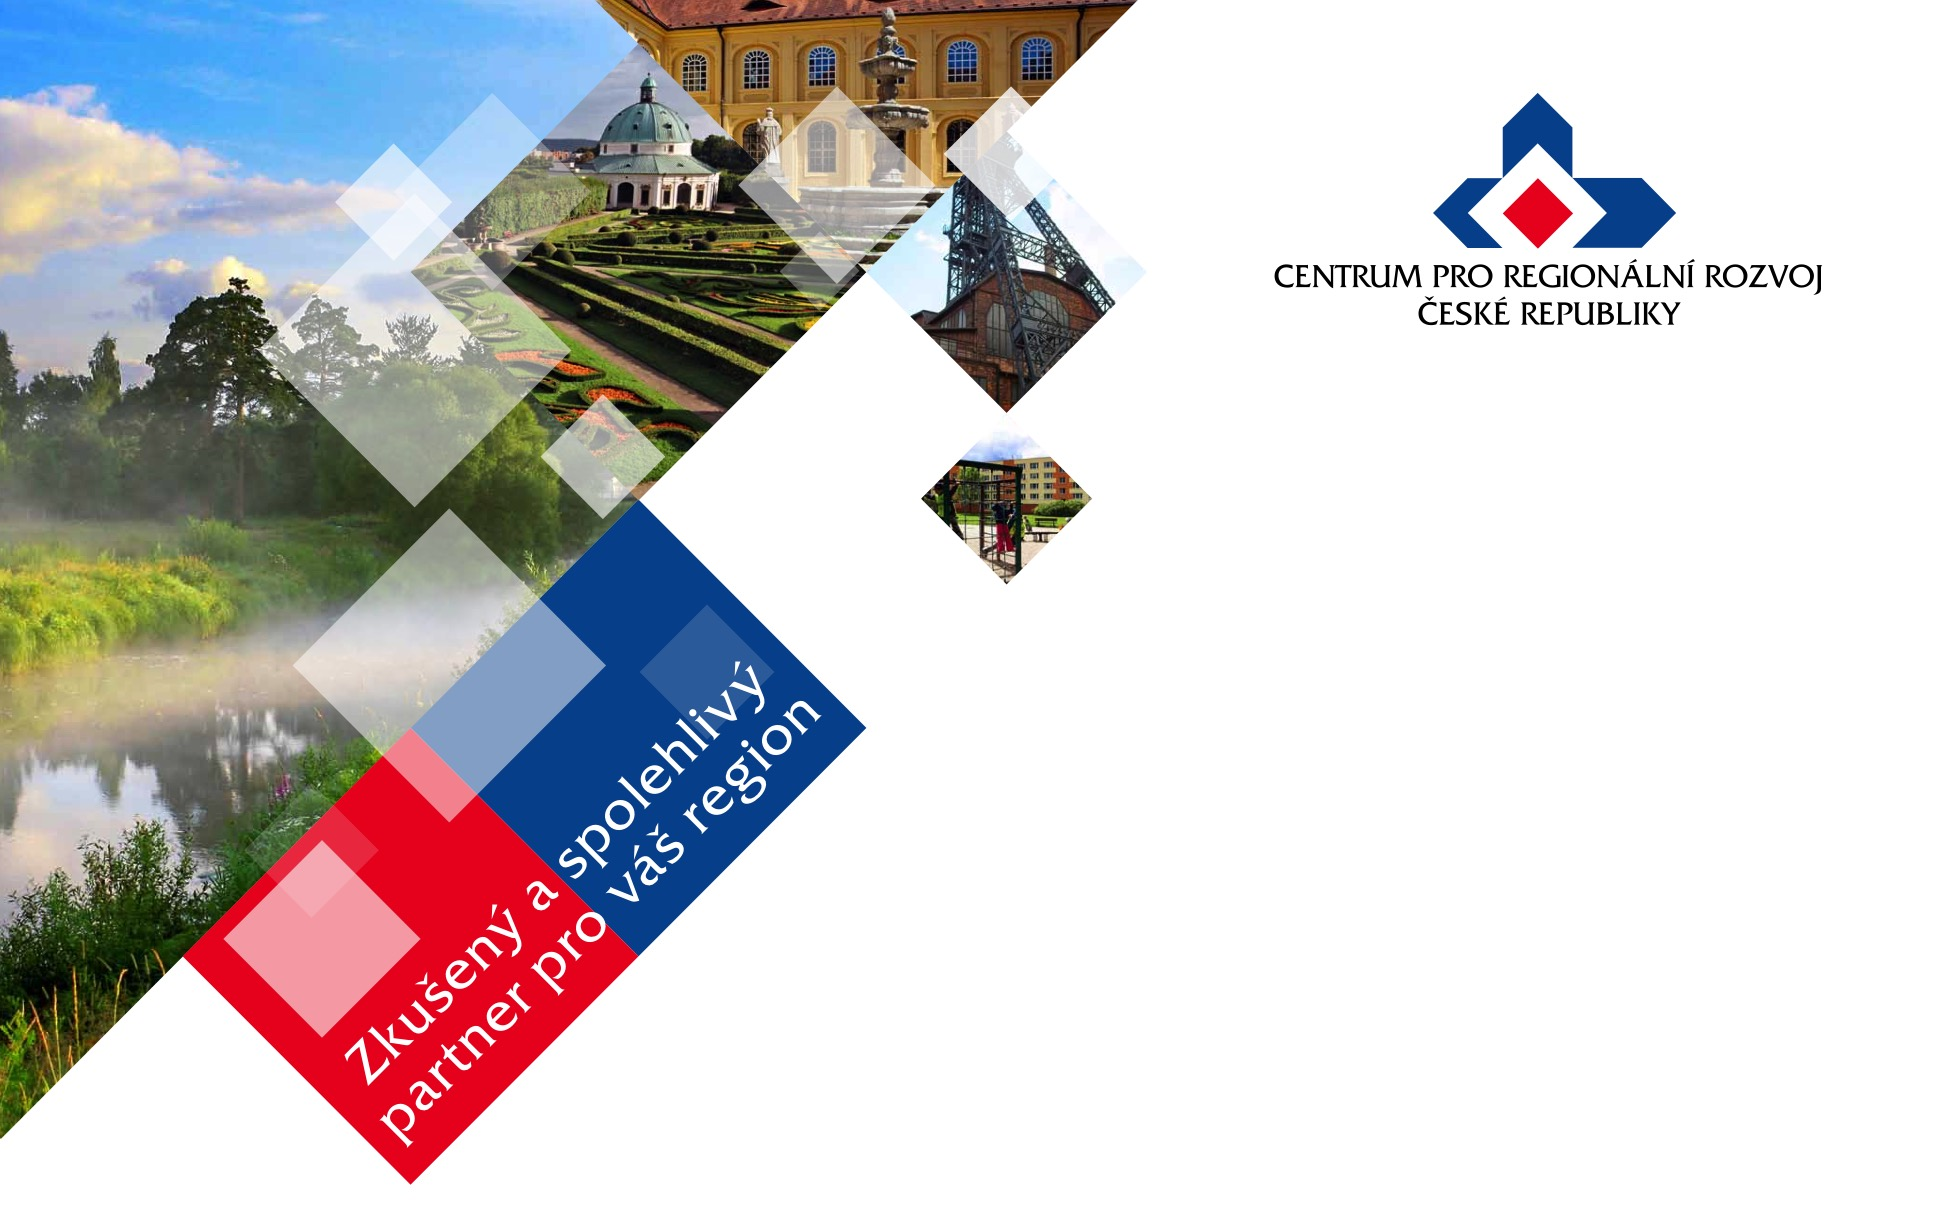 CENTRUM PRO REGIONÁLNÍ ROZVOJ
ČESKÉ REPUBLIKY
Zkušený a spolehlivý
partner pro váš region